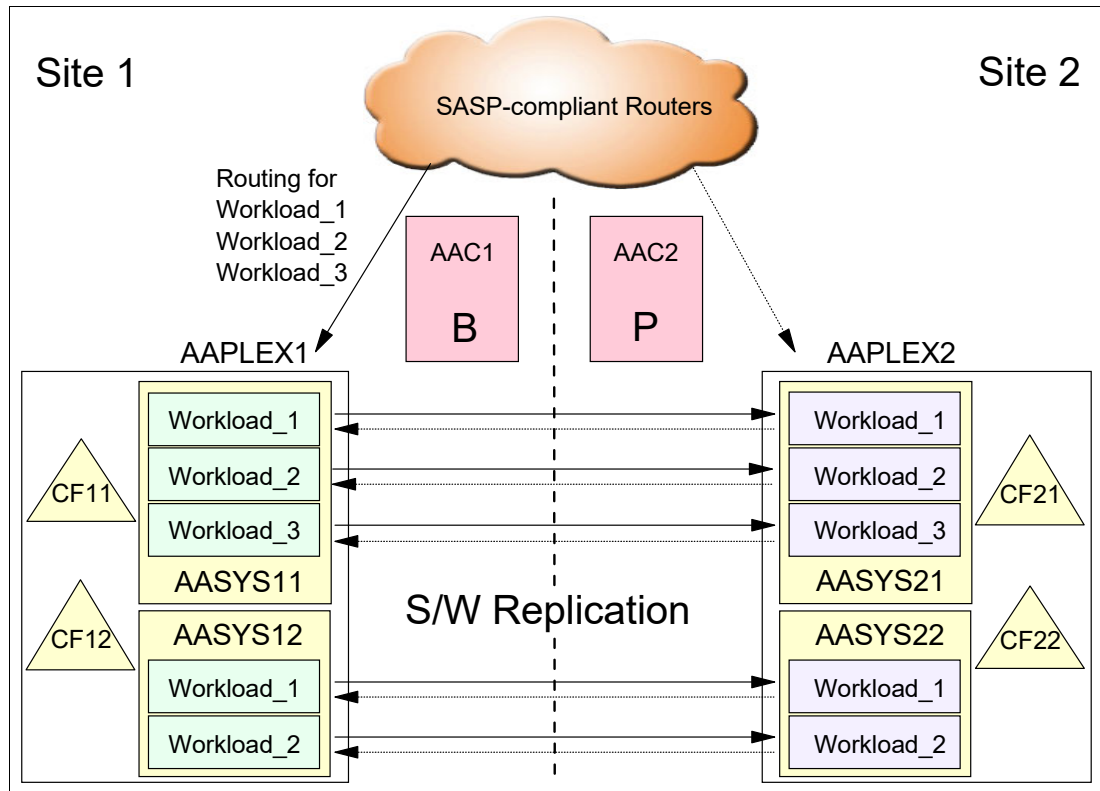 Site 1
Site 2
SASP-compliant Routers
Routing for
Workload_1
Workload_2
Workload_3
AAC1
B
AAC2
P
AAPLEX1
AAPLEX2
Workload_1
Workload_2
Workload_3
AASYS11
CF11
CF12
AASYS12
Workload_1
Workload_2
S/W Replication
Workload_1
Workload_2
Workload_3
AASYS21
CF21
CF22
AASYS22
Workload_1
Workload_2